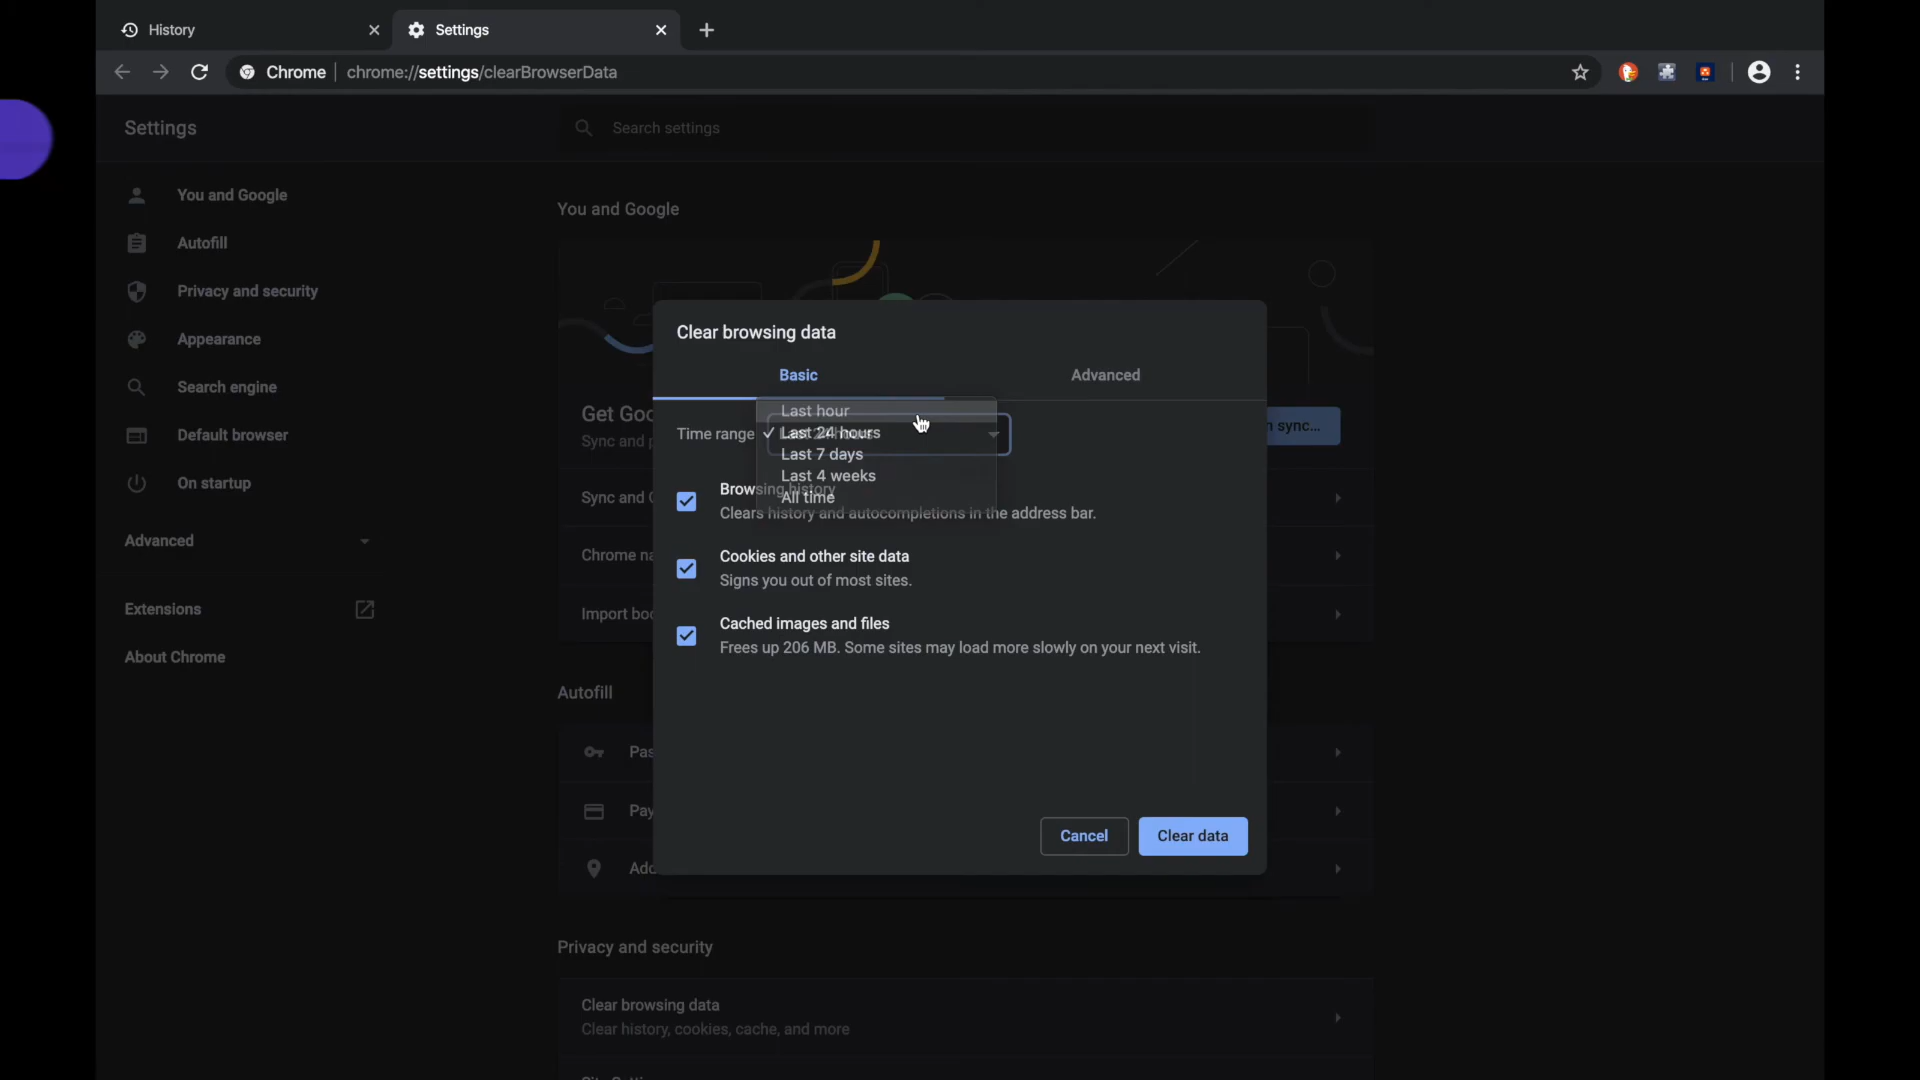 History
Settings
Chrome
chrome://settings/clearBrowserData
Settings
Search settings
You and Google
Autofill
Privacy and security
Appearance
Search engine
Default browser
On startup
Advanced
Extensions
About Chrome
You and Google
Get Goo
Sync and p
n sync...
Sync and G
Chrome na
Import boo
Autofill
Pas
Pay
Add
Privacy and security
Clear browsing data
Clear history, cookies, cache, and more
Clear browsing data
Basic
Advanced
Time range
Last hour
Last 24 hours
Last 7 days
Last 4 weeks
All time
Browsing history
Clears history and autocompletions in the address bar.
Cookies and other site data
Signs you out of most sites.
Cached images and files
Frees up 206 MB. Some sites may load more slowly on your next visit.
Cancel
Clear data